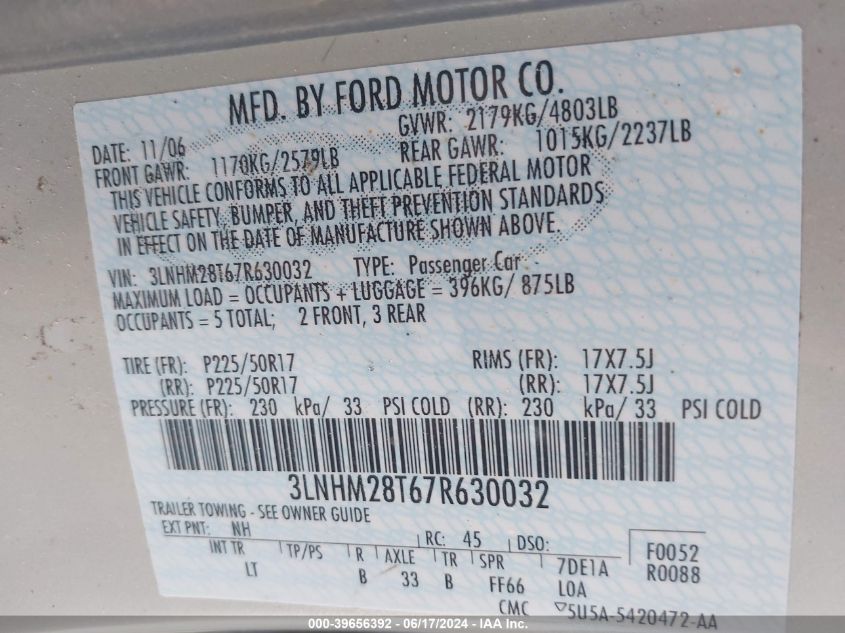 MFD. BY FORD MOTOR CO.
DATE: 11/06 GVWR: 2179KG/4803LB
FRONT GAWR: 1170KG/2579LB REAR GAWR: 1015KG/2237LB
THIS VEHICLE CONFORMS TO ALL APPLICABLE FEDERAL MOTOR
VEHICLE SAFETY, BUMPER, AND THEFT PREVENTION STANDARDS
IN EFFECT ON THE DATE OF MANUFACTURE SHOWN ABOVE.
VIN: 3LNHM28T67R630032 TYPE: Passenger Car
MAXIMUM LOAD = OCCUPANTS + LUGGAGE = 396KG/ 875LB
OCCUPANTS = 5 TOTAL; 2 FRONT, 3 REAR
TIRE (FR): P225/50R17 RIMS (FR): 17X7.5J
(RR): P225/50R17 (RR): 17X7.5J
PRESSURE (FR): 230 kPa/ 33 PSI COLD (RR): 230 kPa/ 33 PSI COLD
3LNHM28T67R630032
TRAILER TOWING - SEE OWNER GUIDE
EXT PNT: NH RC: 45 DSO: F0052
INT TR TP/PS R AXLE TR SPR 7DE1A R0088
LT B 33 B FF66 LOA
CMC ▽5U5A-5420472-AA
000-39656392 - 06/17/2024 - IAA Inc.